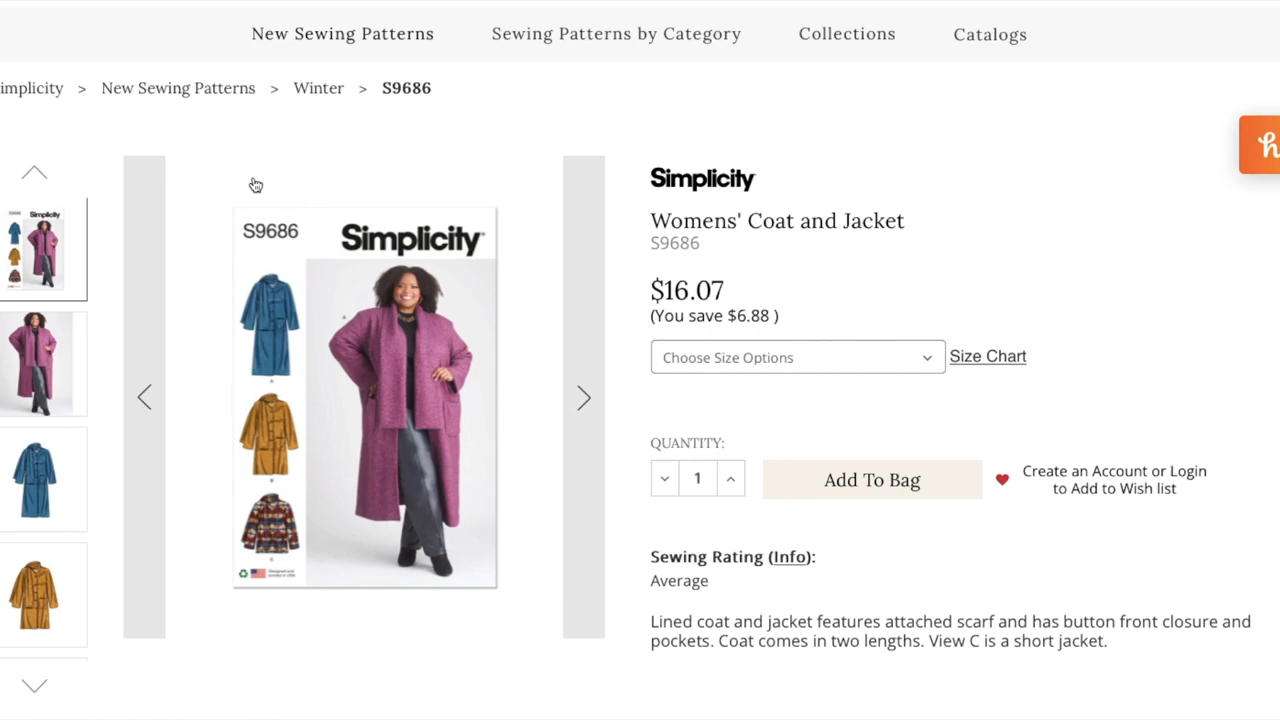 New Sewing Patterns Sewing Patterns by Category Collections Catalogs
implicity > New Sewing Patterns > Winter > S9686
S9686 Simplicity
Simplicity
Womens' Coat and Jacket
S9686
$16.07
(You save $6.88 )
Choose Size Options Size Chart
QUANTITY:
1 Add To Bag Create an Account or Login
to Add to Wish list
Sewing Rating (Info):
Average
Lined coat and jacket features attached scarf and has button front closure and
pockets. Coat comes in two lengths. View C is a short jacket.